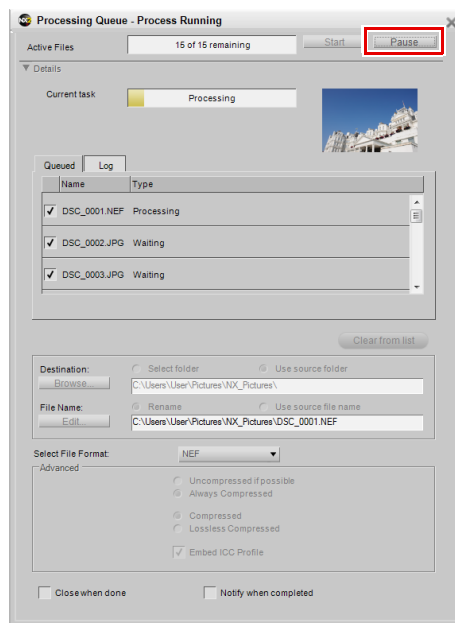 NXC Processing Queue - Process Running
Active Files 15 of 15 remaining Start Pause
Details
Current task Processing
Queued Log
Name Type
DSC_0001.NEF Processing
DSC_0002.JPG Waiting
DSC_0003.JPG Waiting
Clear from list
Destination: Select folder Use source folder
Browse... C:\Users\User\Pictures\NX_Pictures\
File Name: Rename Use source file name
Edit... C:\Users\User\Pictures\NX_Pictures\DSC_0001.NEF
Select File Format: NEF
Advanced
Uncompressed if possible
Always Compressed
Compressed
Lossless Compressed
Embed ICC Profile
Close when done Notify when completed